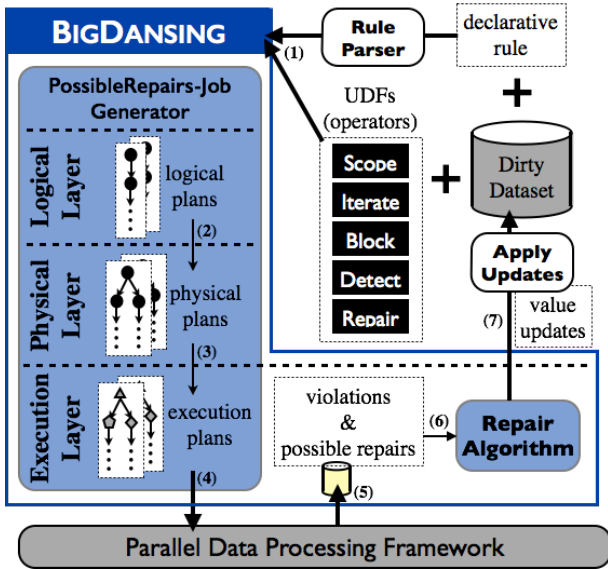 BIGDANSING
(1)
Rule
Parser
declarative
rule
PossibleRepairs-Job
Generator
UDFs
(operators)
Scope
Iterate
Block
Detect
Repair
Dirty
Dataset
Apply
Updates
(7)
value
updates
Logical
Layer
logical
plans
(2)
Physical
Layer
physical
plans
(3)
Execution
Layer
execution
plans
(4)
violations
&
possible repairs
(5)
(6)
Repair
Algorithm
Parallel Data Processing Framework